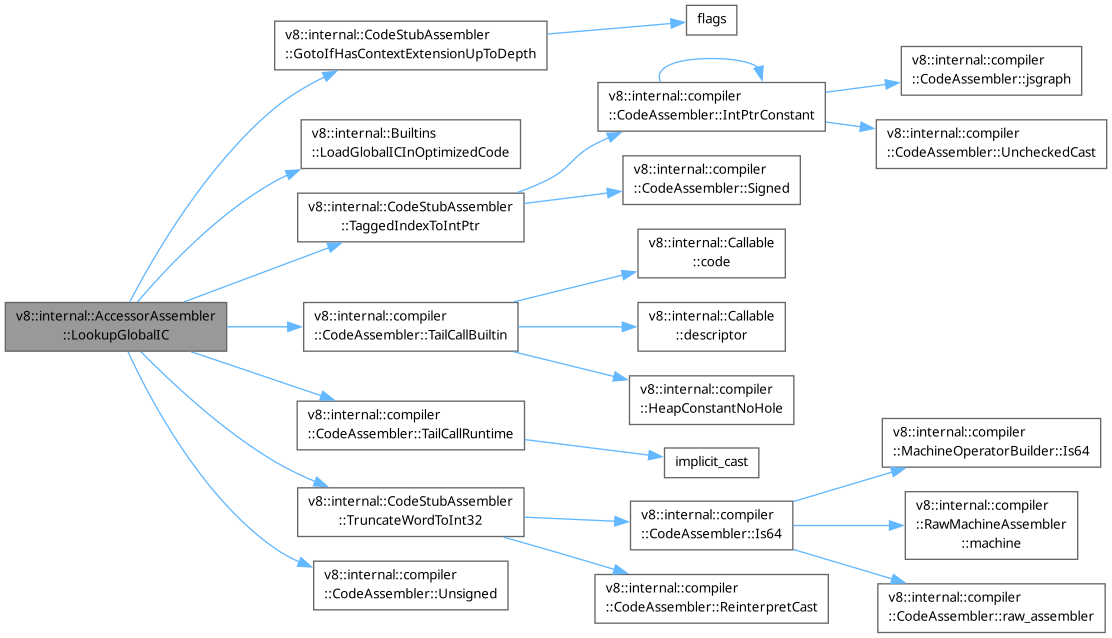 v8::internal::AccessorAssembler
::LookupGlobalIC
v8::internal::CodeStubAssembler
::GotoIfHasContextExtensionUpToDepth
v8::internal::Builtins
::LoadGlobalICInOptimizedCode
v8::internal::CodeStubAssembler
::TaggedIndexToIntPtr
v8::internal::compiler
::CodeAssembler::TailCallBuiltin
v8::internal::compiler
::CodeAssembler::TailCallRuntime
v8::internal::CodeStubAssembler
::TruncateWordToInt32
v8::internal::compiler
::CodeAssembler::Unsigned
flags
v8::internal::compiler
::CodeAssembler::IntPtrConstant
v8::internal::compiler
::CodeAssembler::Signed
v8::internal::Callable
::code
v8::internal::Callable
::descriptor
v8::internal::compiler
::CodeAssembler::HeapConstantNoHole
implicit_cast
v8::internal::compiler
::CodeAssembler::Is64
v8::internal::compiler
::CodeAssembler::ReinterpretCast
v8::internal::compiler
::CodeAssembler::jsgraph
v8::internal::compiler
::CodeAssembler::UncheckedCast
v8::internal::compiler
::MachineOperatorBuilder::Is64
v8::internal::compiler
::RawMachineAssembler
::machine
v8::internal::compiler
::CodeAssembler::raw_assembler